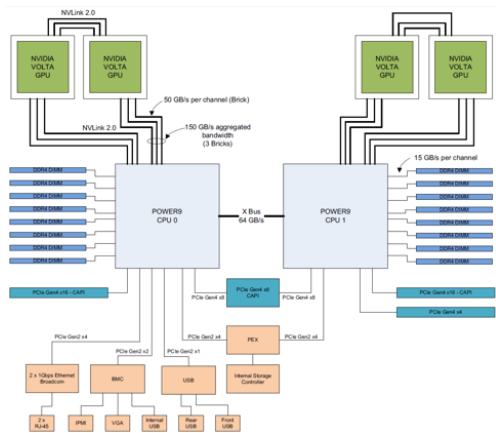 NVLink 2.0
NVIDIA
VOLTA
GPU
NVIDIA
VOLTA
GPU
NVIDIA
VOLTA
GPU
NVIDIA
VOLTA
GPU
50 GB/s per channel (Brick)
NVLink 2.0
150 GB/s aggregated
bandwidth
(3 Bricks)
15 GB/s per channel
DDR4 DIMM
DDR4 DIMM
DDR4 DIMM
DDR4 DIMM
DDR4 DIMM
DDR4 DIMM
DDR4 DIMM
DDR4 DIMM
POWER9
CPU 0
X Bus
64 GB/s
POWER9
CPU 1
DDR4 DIMM
DDR4 DIMM
DDR4 DIMM
DDR4 DIMM
DDR4 DIMM
DDR4 DIMM
DDR4 DIMM
DDR4 DIMM
PCIe Gen4 x16 - CAPI
PCIe Gen4 x8
PCIe Gen4 x8
CAPI
PCIe Gen4 x8
PCIe Gen4 x16 - CAPI
PCIe Gen4 x4
PCIe Gen2 x4
PCIe Gen2 x2
PCIe Gen2 x1
PCIe Gen2 x4
PEX
PCIe Gen2 x4
2 x 1Gbps Ethernet
Broadcom
BMC
USB
Internal Storage
Controller
2 x
RJ-45
IPMI
VGA
Internal
USB
Rear
USB
Front
USB